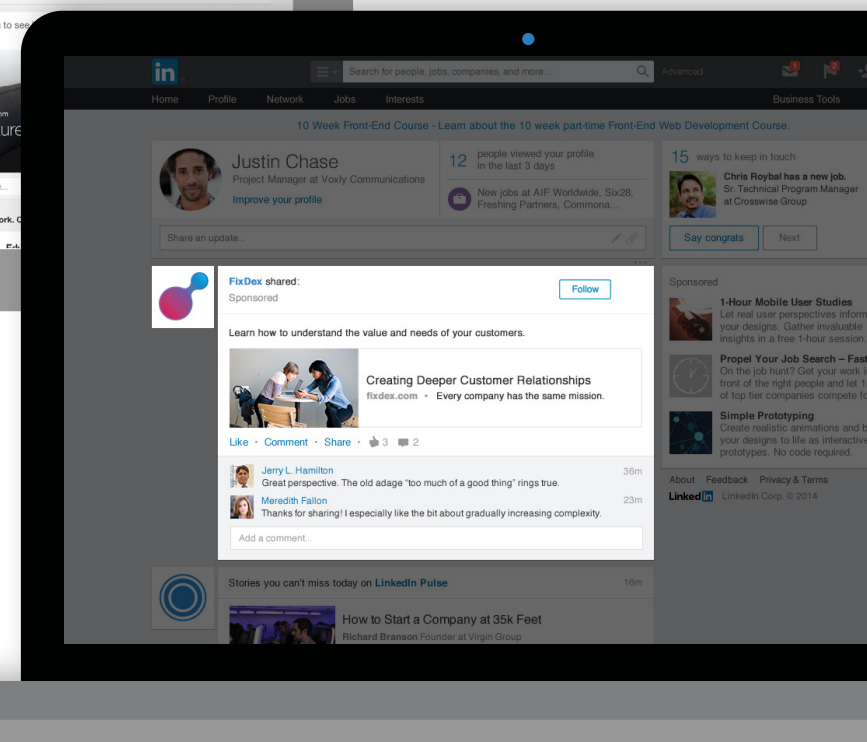 to see
ure
ork.
in
Search for people, jobs, companies, and more...
Advanced
1
2
Home Profile Network Jobs Interests
Business Tools
10 Week Front-End Course - Learn about the 10 week part-time Front-End Web Development Course.
Justin Chase
Project Manager at Voxly Communications
Improve your profile
12 people viewed your profile
in the last 3 days
New jobs at AIF Worldwide, Six28,
Freshing Partners, Commona...
15 ways to keep in touch
Chris Roybal has a new job.
Sr. Technical Program Manager
at Crosswise Group
Say congrats Next
Share an update...
FixDex shared:
Sponsored
Follow
Learn how to understand the value and needs of your customers.
Creating Deeper Customer Relationships
fixdex.com • Every company has the same mission.
Like • Comment • Share • 3 2
Jerry L. Hamilton 36m
Great perspective. The old adage "too much of a good thing" rings true.
Meredith Fallon 23m
Thanks for sharing! I especially like the bit about gradually increasing complexity.
Add a comment...
Sponsored
1-Hour Mobile User Studies
Let real user perspectives inform
your designs. Gather invaluable
insights in a free 1-hour session.
Propel Your Job Search – Fast
On the job hunt? Get your work i
front of the right people and let 1
of top tier companies compete fo
Simple Prototyping
Create realistic animations and b
your designs to life as interactive
prototypes. No code required.
About Feedback Privacy & Terms
Linked in LinkedIn Corp. © 2014
Stories you can't miss today on LinkedIn Pulse 16m
How to Start a Company at 35k Feet
Richard Branson Founder at Virgin Group